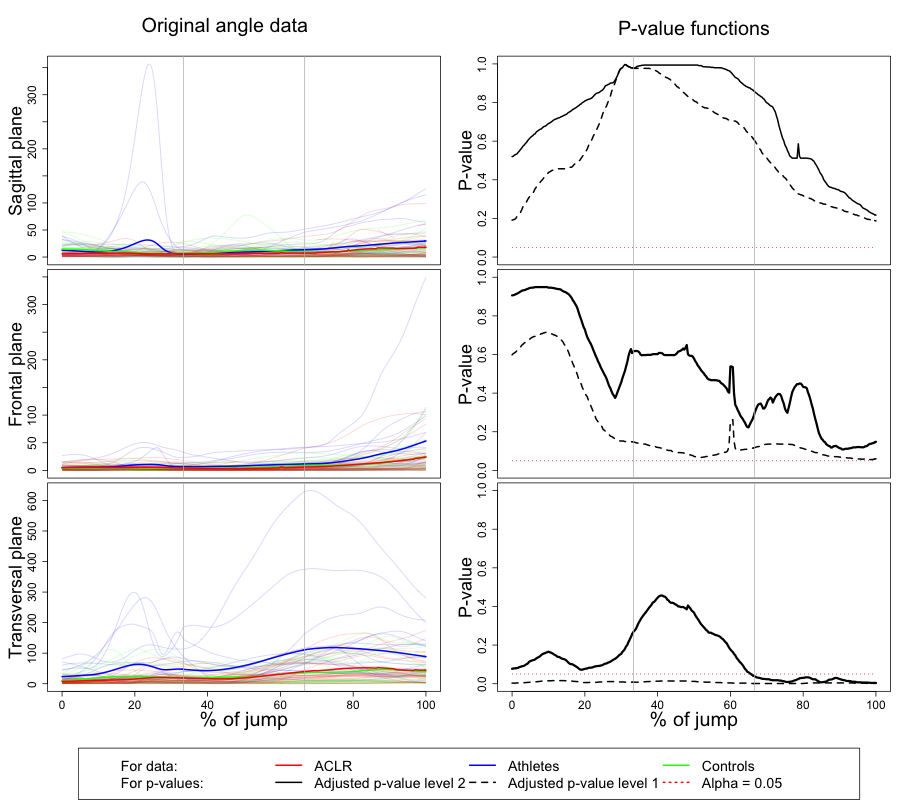 Original angle data
P-value functions
Sagittal plane
0 50 100 200 300
P-value
0.0 0.2 0.4 0.6 0.8 1.0
Frontal plane
0 50 100 200 300
P-value
0.0 0.2 0.4 0.6 0.8 1.0
Transversal plane
0 100 200 300 400 500 600
P-value
0.0 0.2 0.4 0.6 0.8 1.0
0 20 40 60 80 100
0 20 40 60 80 100
% of jump
% of jump
For data: ACLR Athletes Controls
For p-values: Adjusted p-value level 2 Adjusted p-value level 1 Alpha = 0.05